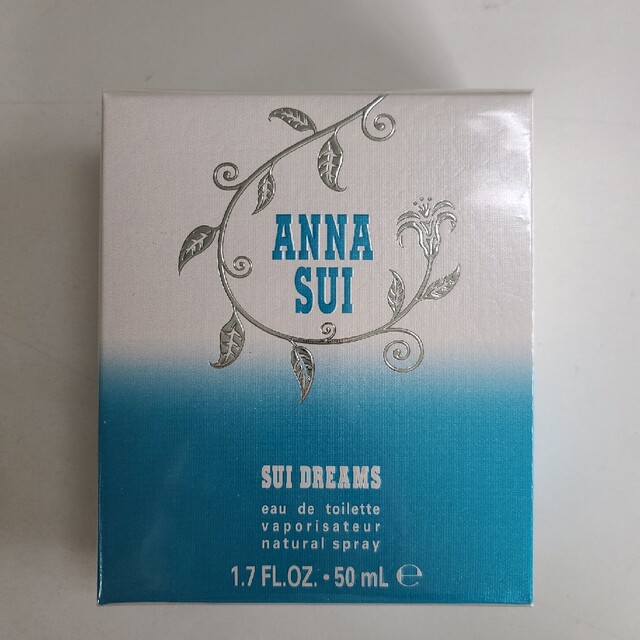 ANNA
SUI
SUI DREAMS
eau de toilette
vaporisateur
natural spray
1.7 FL.OZ. • 50 mL ℮